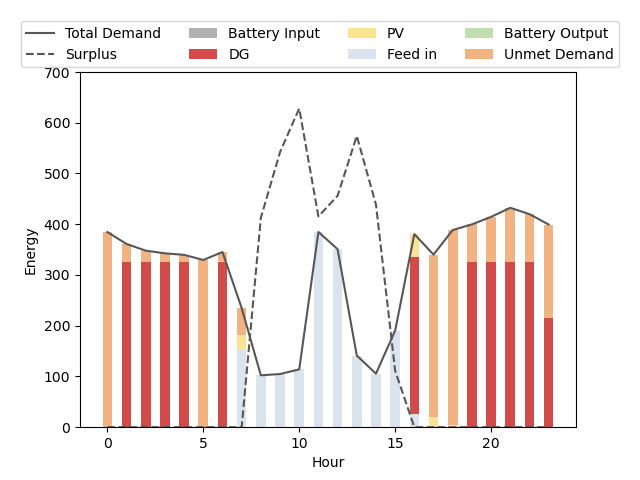 Total Demand Battery Input PV Battery Output
Surplus DG Feed in Unmet Demand
700
600
500
400
300
200
100
0
Energy
0 5 10 15 20
Hour